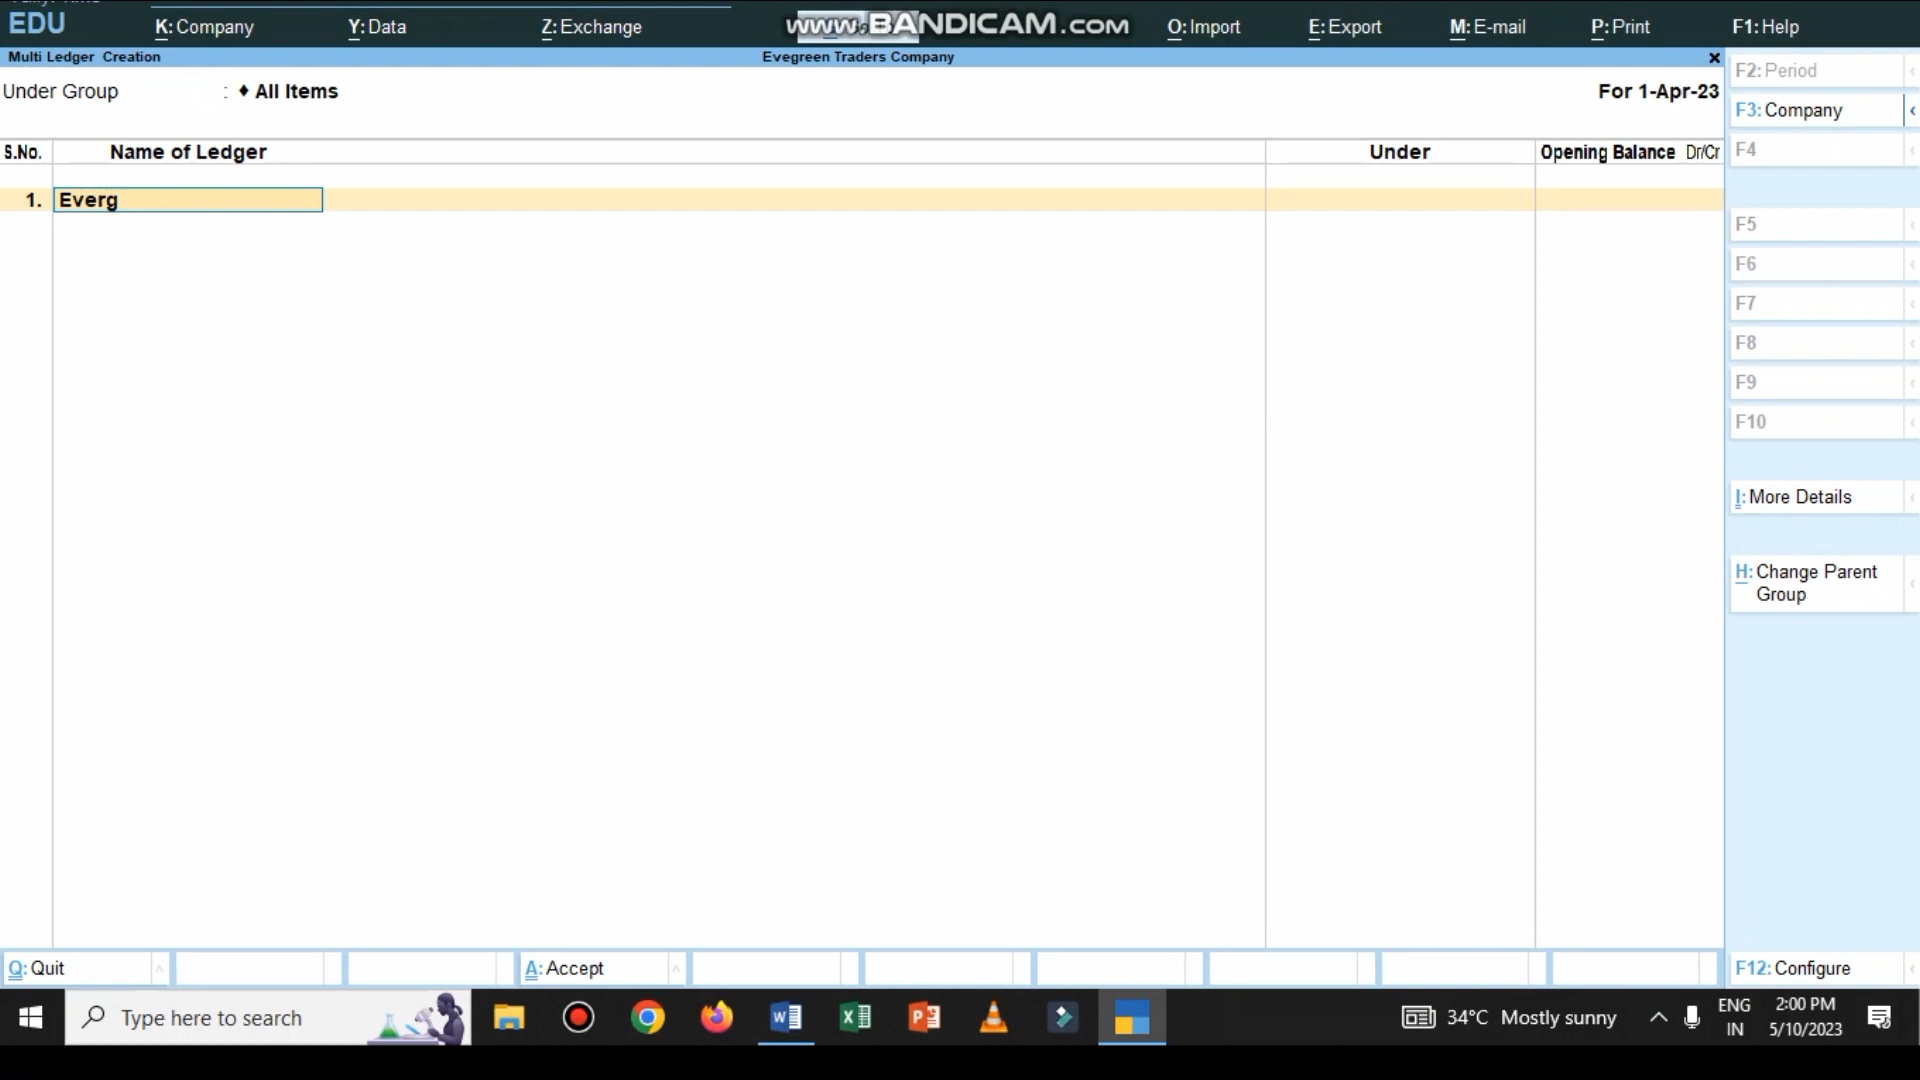 EDU
K: Company
Y: Data
Z: Exchange
www.BANDICAM.com
O: Import
E: Export
M: E-mail
P: Print
F1: Help
Multi Ledger Creation
Evegreen Traders Company
Under Group : ♦ All Items
For 1-Apr-23
S.No.
Name of Ledger
Under
Opening Balance Dr/Cr
1. Everg
F2: Period
F3: Company
F4
F5
F6
F7
F8
F9
F10
I: More Details
H: Change Parent
Group
Q: Quit
A: Accept
F12: Configure
Type here to search
34°C Mostly sunny
ENG
IN
2:00 PM
5/10/2023